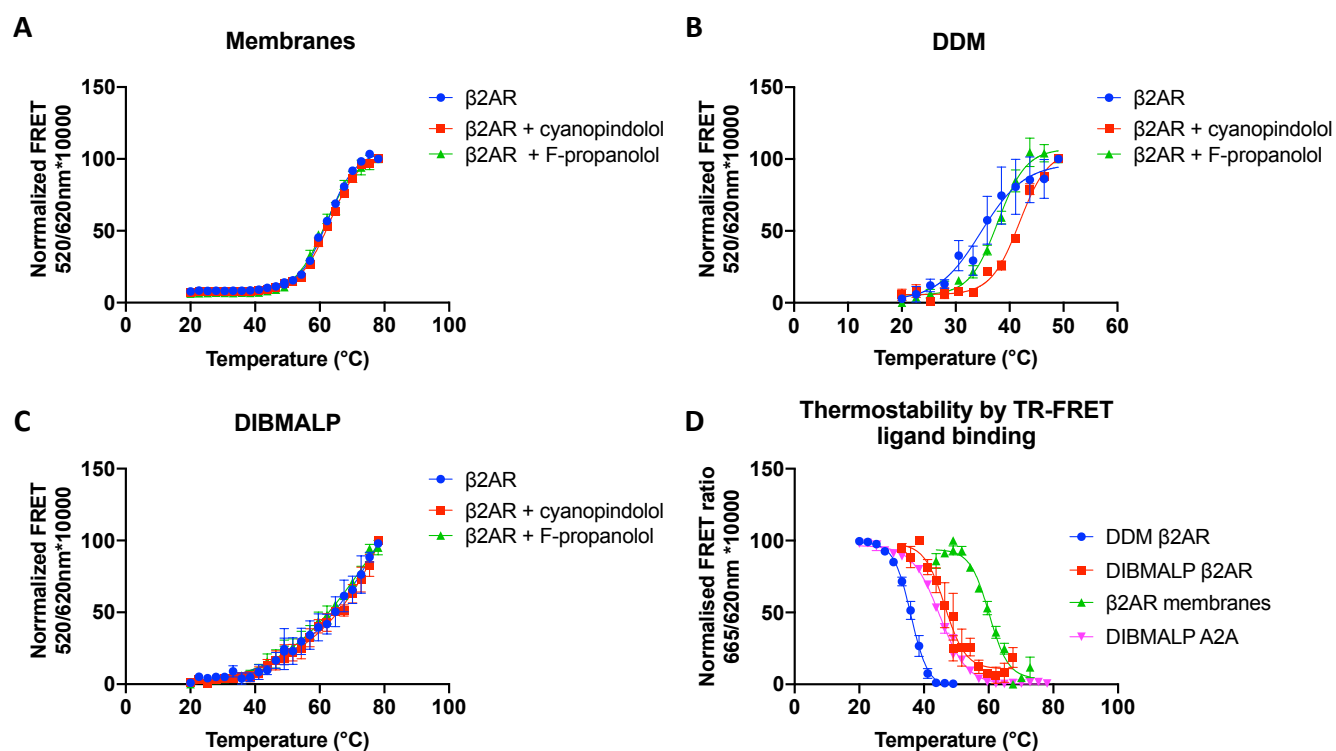 A
Membranes
Norrmalized FRET
520/620nm*10000
150
100
50
0
0 20 40 60 80 100
Temperature (°C)
β2AR
β2AR + cyanopindolol
β2AR + F-propanolol
B
DDM
Norrmalized FRET
520/620nm*10000
150
100
50
0
0 10 20 30 40 50 60
Temperature (°C)
β2AR
β2AR + cyanopindolol
β2AR + F-propanolol
C
DIBMALP
Norrmalized FRET
520/620nm*10000
150
100
50
0
0 20 40 60 80 100
Temperature (°C)
β2AR
β2AR + cyanopindolol
β2AR + F-propanolol
D
Thermostability by TR-FRET
ligand binding
Normalised FRET ratio
665/620nm *10000
150
100
50
0
0 20 40 60 80 100
Temperature (°C)
DDM β2AR
DIBMALP β2AR
β2AR membranes
DIBMALP A2A